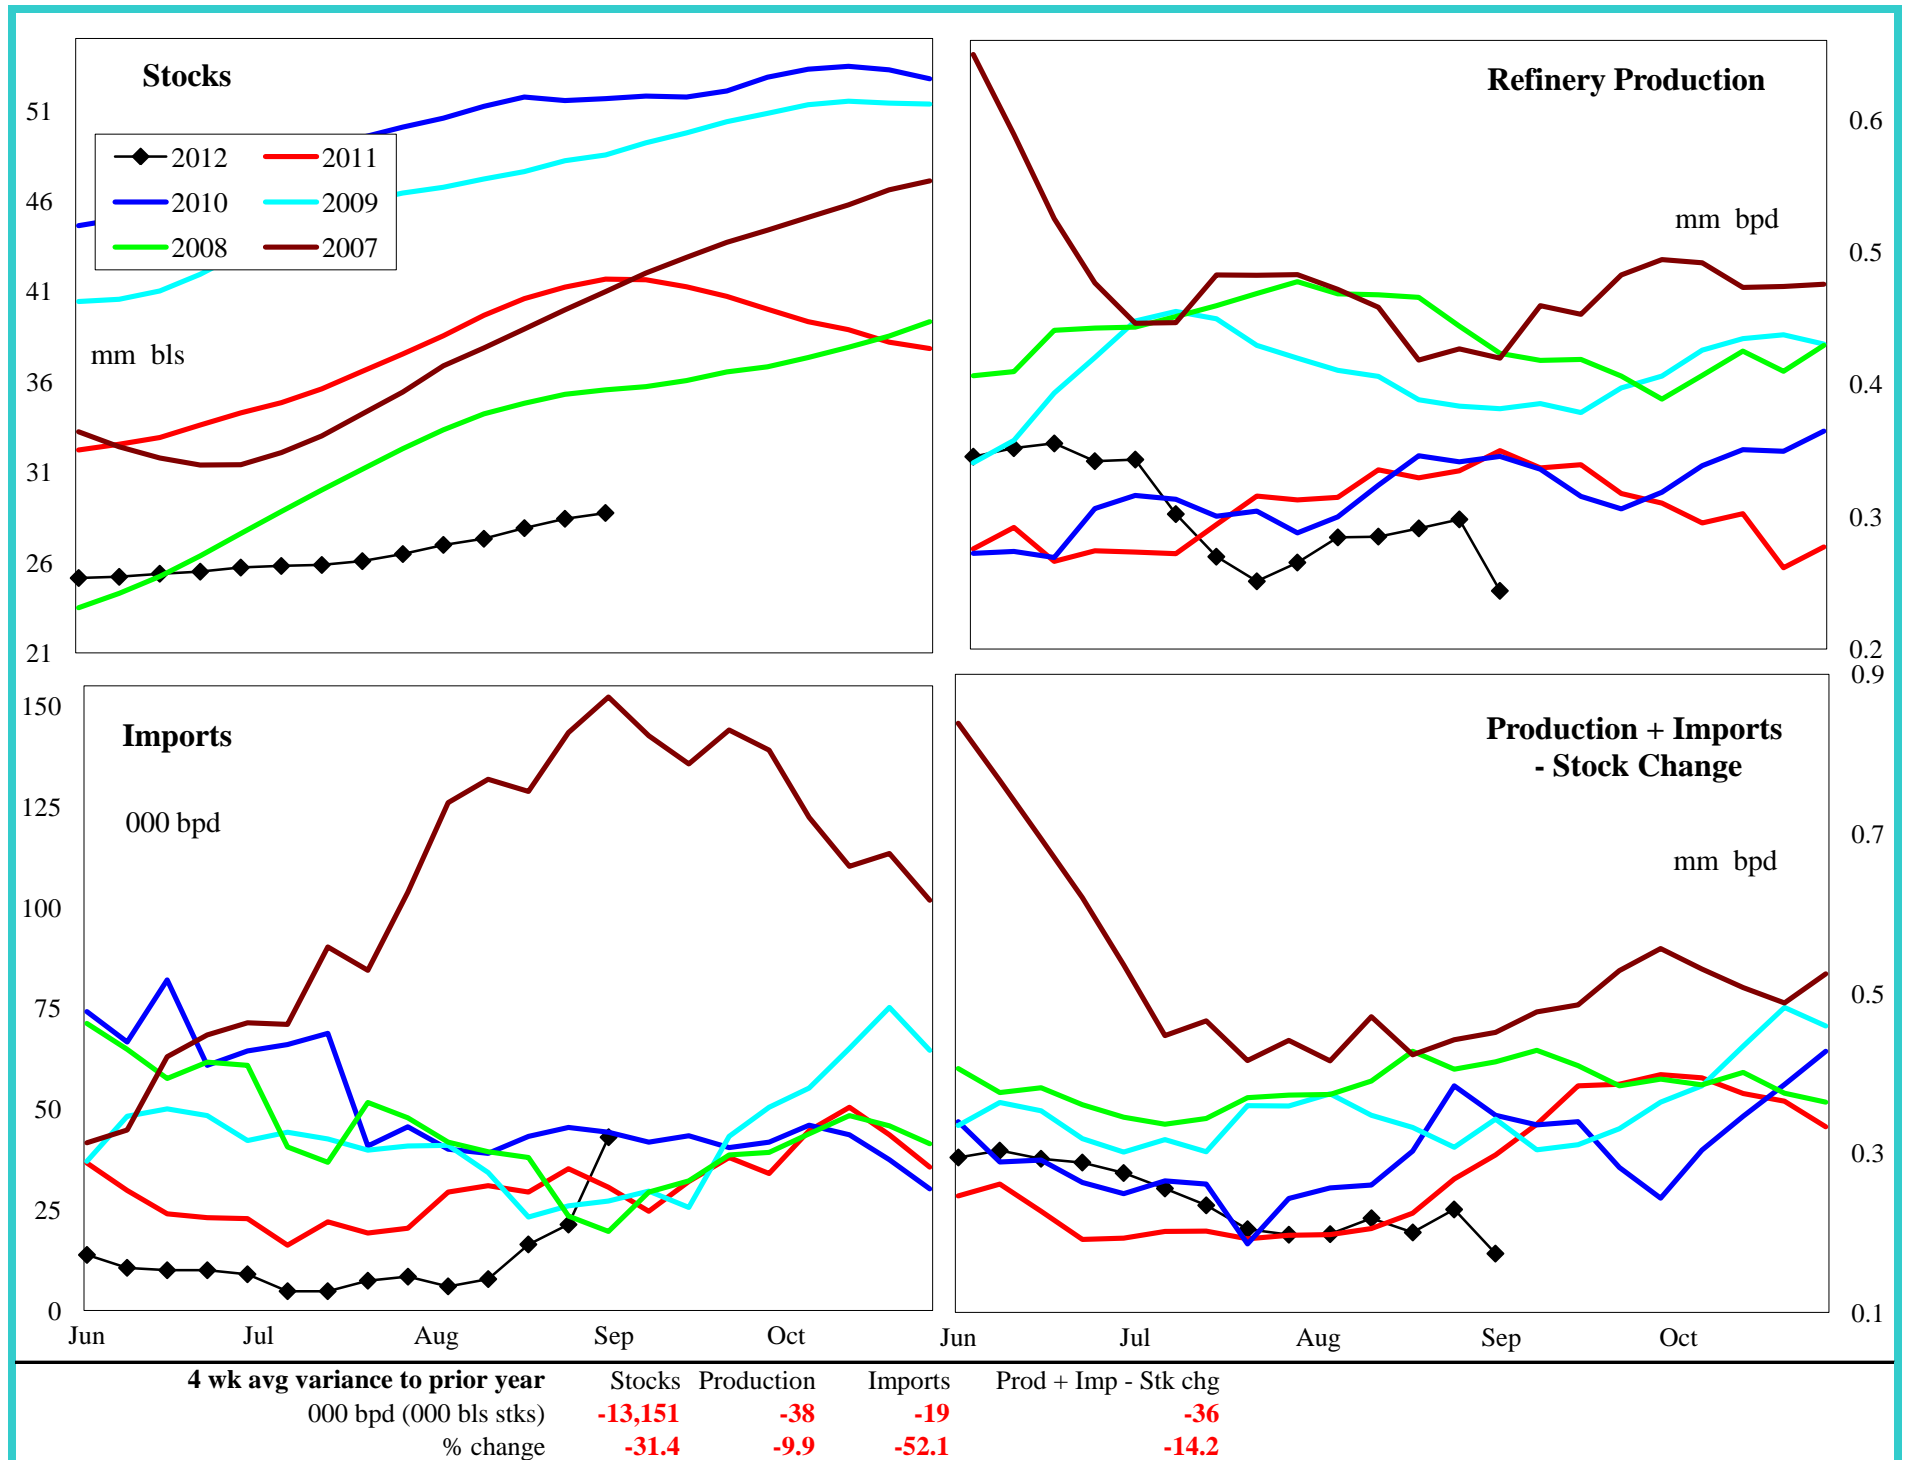 Stocks
51
46
41
36
31
26
21
2012 2011
2010 2009
2008 2007
mm bls
Refinery Production
mm bpd
0.6
0.5
0.4
0.3
0.2
Imports
000 bpd
150
125
100
75
50
25
0
Jun Jul Aug Sep Oct
Production + Imports
- Stock Change
mm bpd
0.9
0.7
0.5
0.3
0.1
Jun Jul Aug Sep Oct
4 wk avg variance to prior year Stocks Production Imports Prod + Imp - Stk chg
000 bpd (000 bls stks) -13,151 -38 -19 -36
% change -31.4 -9.9 -52.1 -14.2